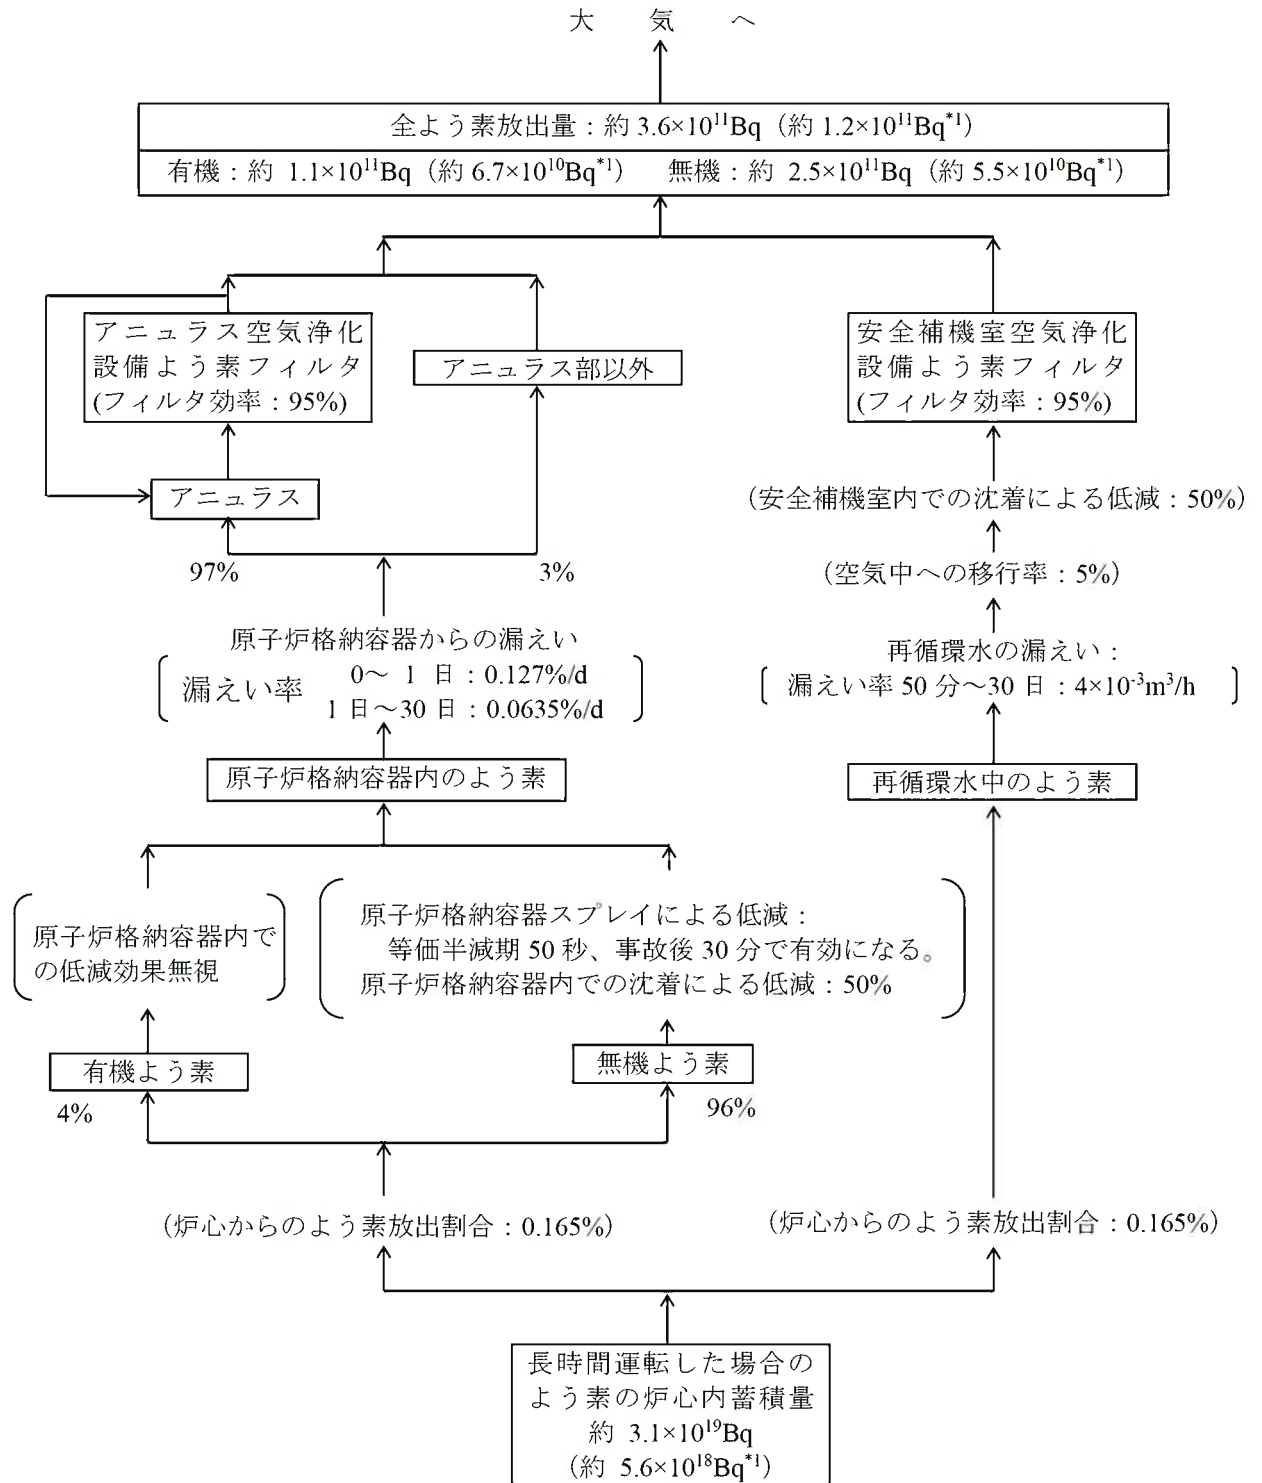 大気へ
全よう素放出量：約 3.6×10¹¹Bq（約 1.2×10¹¹Bq*¹）
有機：約 1.1×10¹¹Bq（約 6.7×10¹⁰Bq*¹） 無機：約 2.5×10¹¹Bq（約 5.5×10¹⁰Bq*¹）
アニュラス空気浄化
設備よう素フィルタ
(フィルタ効率：95%)
アニュラス部以外
安全補機室空気浄化
設備よう素フィルタ
(フィルタ効率：95%)
アニュラス
（安全補機室内での沈着による低減：50%）
97%
3%
（空気中への移行率：5%）
原子炉格納容器からの漏えい
漏えい率
0～ 1 日：0.127%/d
1 日～30 日：0.0635%/d
再循環水の漏えい：
漏えい率 50 分～30 日：4×10⁻³m³/h
原子炉格納容器内のよう素
再循環水中のよう素
原子炉格納容器内で
の低減効果無視
原子炉格納容器スプレイによる低減：
等価半減期 50 秒、事故後 30 分で有効になる。
原子炉格納容器内での沈着による低減：50%
有機よう素
無機よう素
4%
96%
（炉心からのよう素放出割合：0.165%）
（炉心からのよう素放出割合：0.165%）
長時間運転した場合の
よう素の炉心内蓄積量
約 3.1×10¹⁹Bq
（約 5.6×10¹⁸Bq*¹）